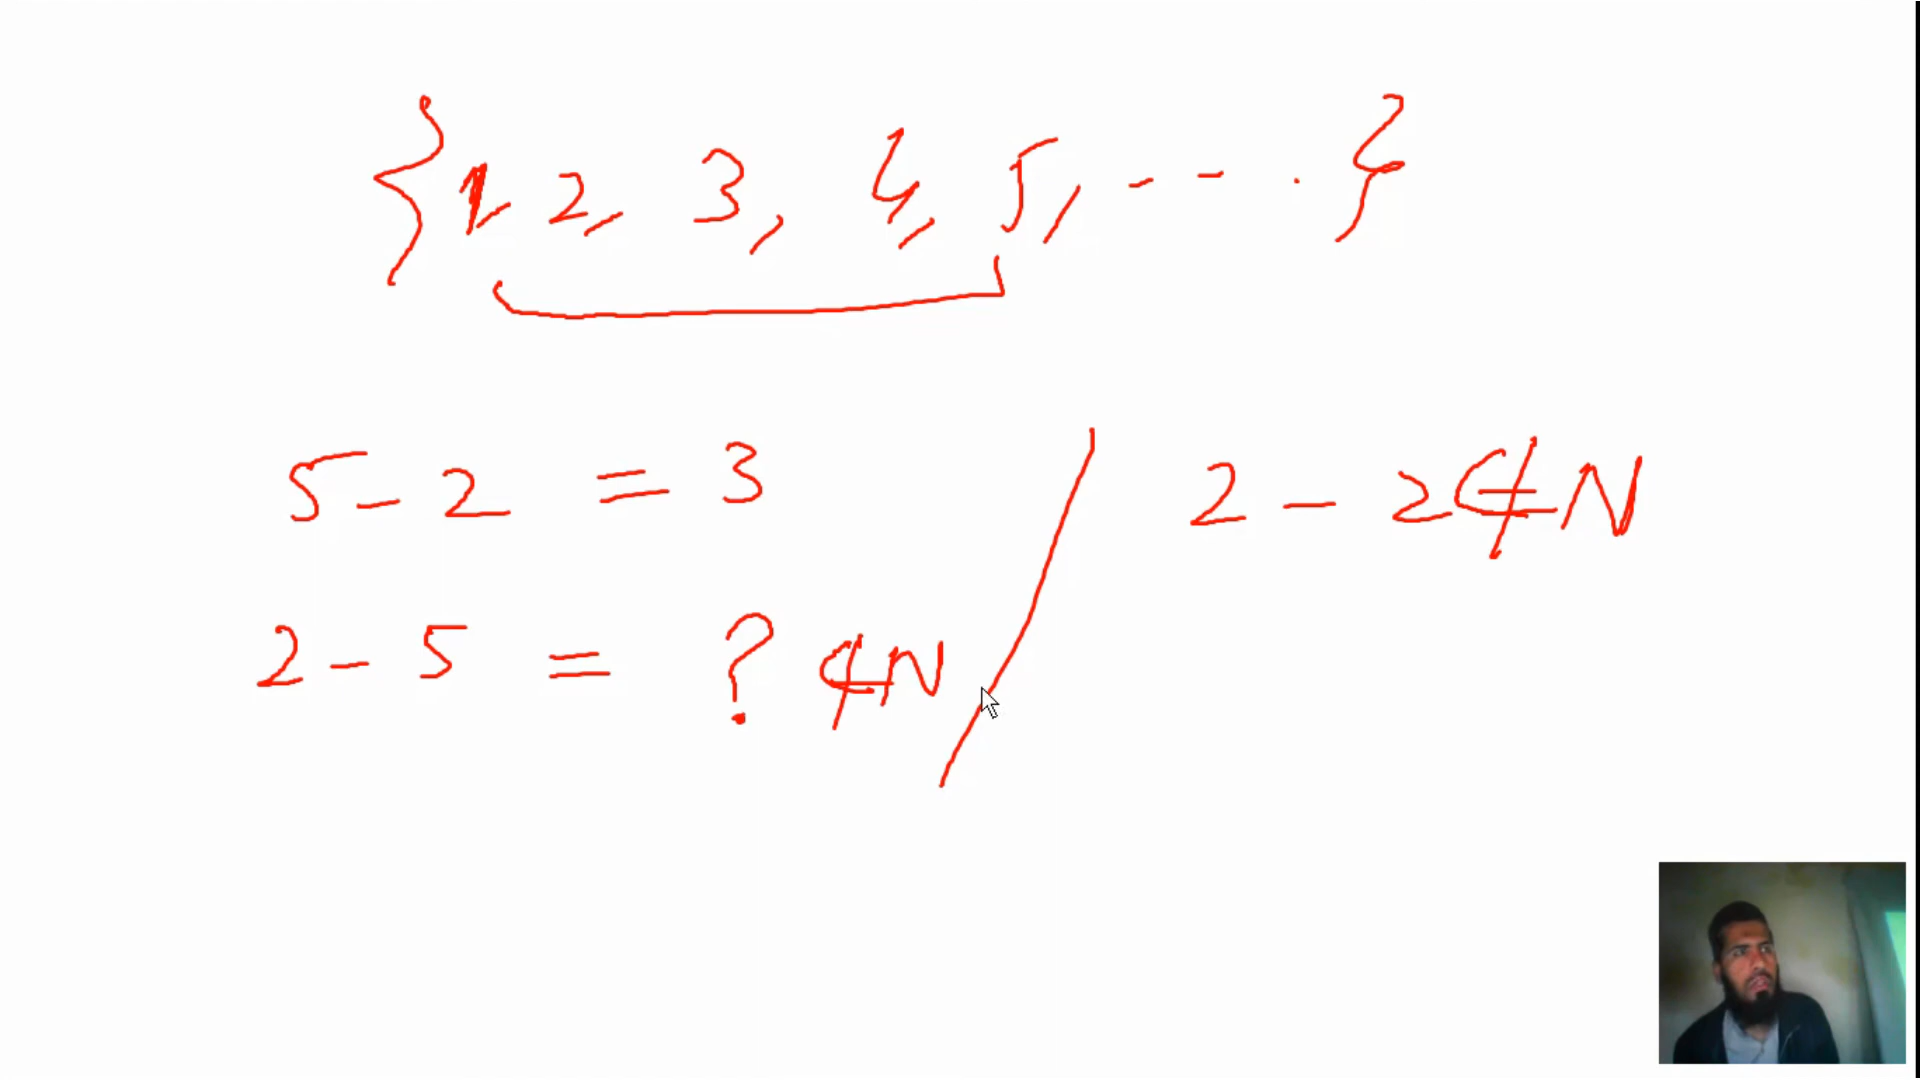 {1, 2, 3, 4, 5, - - . }
5 - 2 = 3
2 - 5 = ? ∉ N
2 - 2 ∉ N